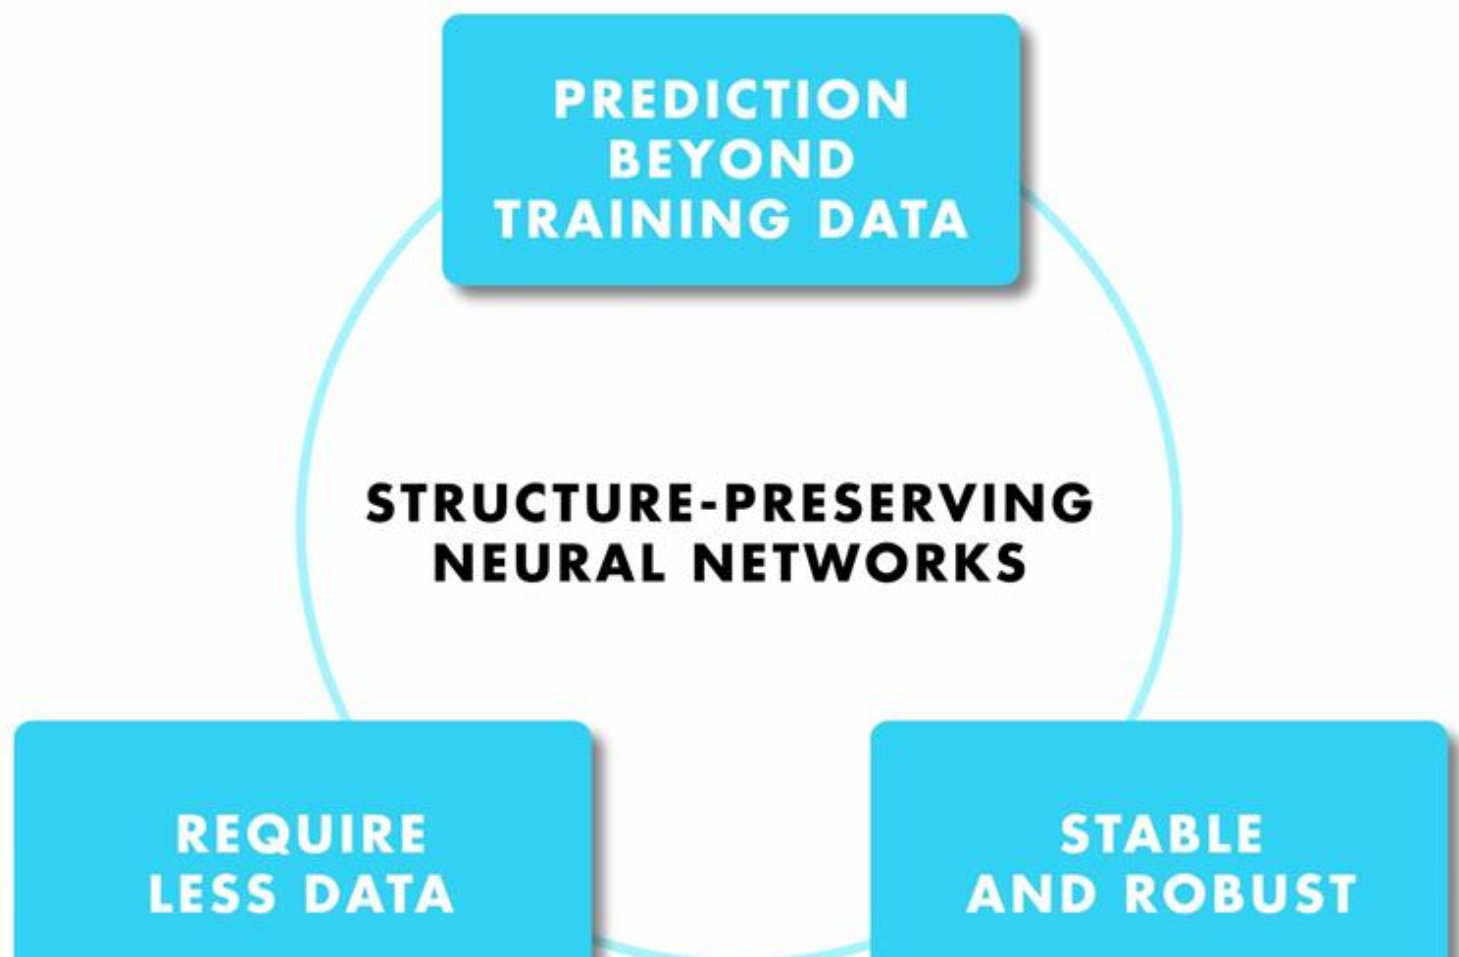 PREDICTION
BEYOND
TRAINING DATA
STRUCTURE-PRESERVING
NEURAL NETWORKS
REQUIRE
LESS DATA
STABLE
AND ROBUST